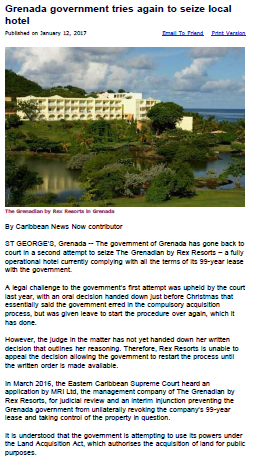 Grenada government tries again to seize local
hotel
Published on January 12, 2017
Email To Friend
Print Version
The Grenadian by Rex Resorts in Grenada
By Caribbean News Now contributor
ST GEORGE'S, Grenada -- The government of Grenada has gone back to
court in a second attempt to seize The Grenadian by Rex Resorts – a fully
operational hotel currently complying with all the terms of its 99-year lease
with the government.
A legal challenge to the government's first attempt was upheld by the court
last year, with an oral decision handed down just before Christmas that
essentially said the government erred in the compulsory acquisition
process, but was given leave to start the procedure over again, which it
has done.
However, the judge in the matter has not yet handed down her written
decision that outlines her reasoning. Therefore, Rex Resorts is unable to
appeal the decision allowing the government to restart the process until
the written order is made available.
In March 2016, the Eastern Caribbean Supreme Court heard an
application by MRI Ltd, the management company of The Grenadian by
Rex Resorts, for judicial review and an interim injunction preventing the
Grenada government from unilaterally revoking the company's 99-year
lease and taking control of the property in question.
It is understood that the government is attempting to use its powers under
the Land Acquisition Act, which authorises the acquisition of land for public
purposes.